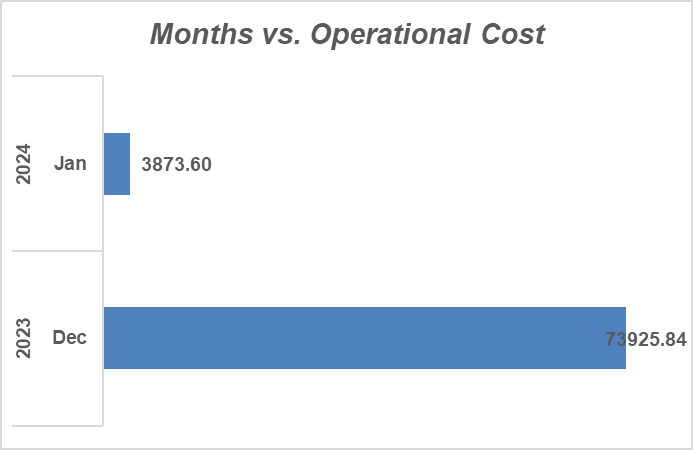 Months vs. Operational Cost
2024
Jan
3873.60
2023
Dec
73925.84